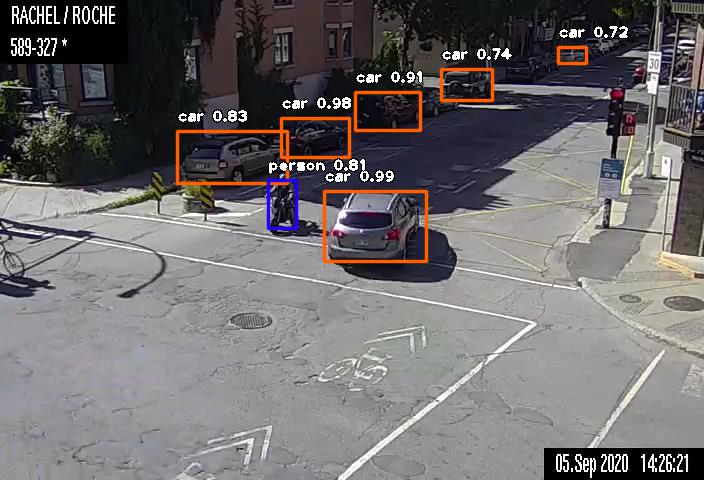 RACHEL / ROCHE
589-327 *
car 0.72
car 0.74
car 0.91
car 0.98
car 0.83
person 0.81
car 0.99
30
05.Sep 2020 14:26:21